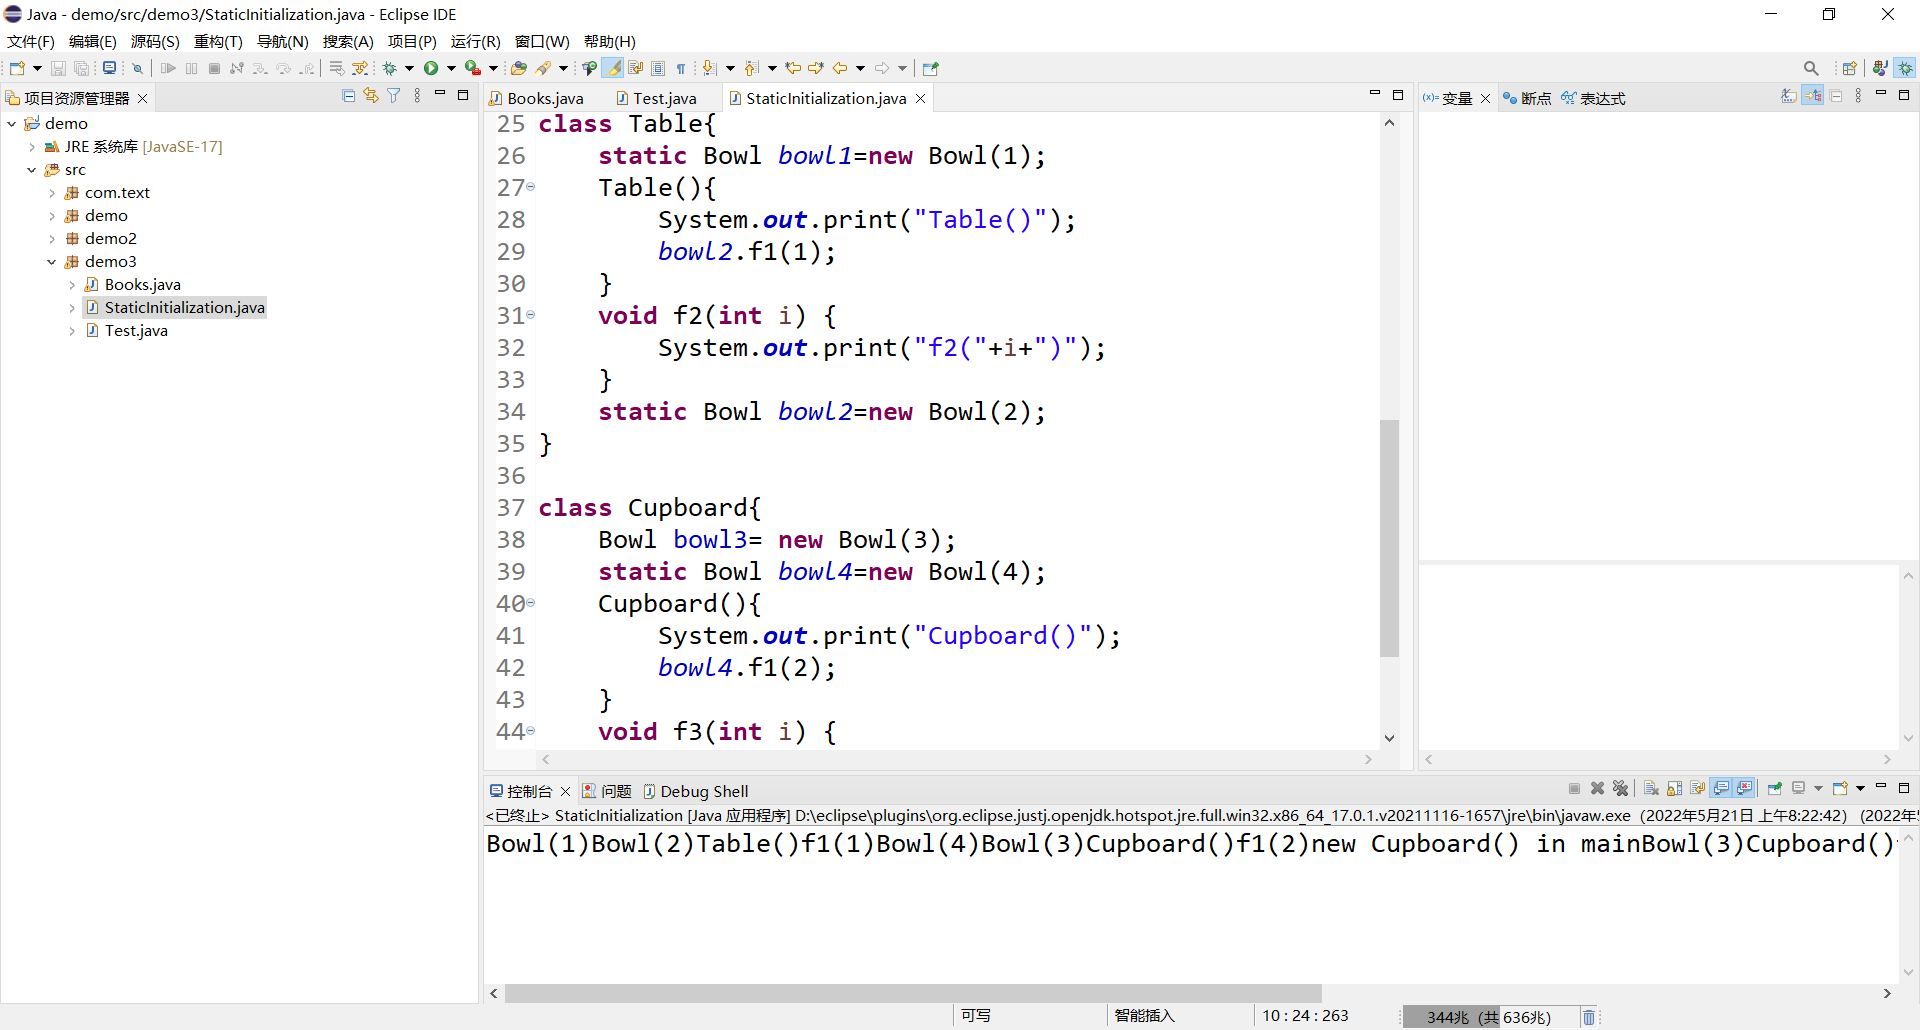 Java - demo/src/demo3/StaticInitialization.java - Eclipse IDE
文件(F) 编辑(E) 源码(S) 重构(T) 导航(N) 搜索(A) 项目(P) 运行(R) 窗口(W) 帮助(H)
项目资源管理器
demo
JRE 系统库 [JavaSE-17]
src
com.text
demo
demo2
demo3
Books.java
StaticInitialization.java
Test.java
Books.java Test.java StaticInitialization.java
25 class Table{
26 static Bowl bowl1=new Bowl(1);
27 Table(){
28 System.out.print("Table()");
29 bowl2.f1(1);
30 }
31 void f2(int i) {
32 System.out.print("f2("+i+")");
33 }
34 static Bowl bowl2=new Bowl(2);
35 }
36
37 class Cupboard{
38 Bowl bowl3= new Bowl(3);
39 static Bowl bowl4=new Bowl(4);
40 Cupboard(){
41 System.out.print("Cupboard()");
42 bowl4.f1(2);
43 }
44 void f3(int i) {
(x)= 变量 断点 表达式
控制台 问题 Debug Shell
<已终止> StaticInitialization [Java 应用程序] D:\eclipse\plugins\org.eclipse.justj.openjdk.hotspot.jre.full.win32.x86_64_17.0.1.v20211116-1657\jre\bin\javaw.exe (2022年5月21日 上午8:22:42) (2022年
Bowl(1)Bowl(2)Table()f1(1)Bowl(4)Bowl(3)Cupboard()f1(2)new Cupboard() in mainBowl(3)Cupboard()
可写 智能插入 10 : 24 : 263 344兆 (共 636兆)